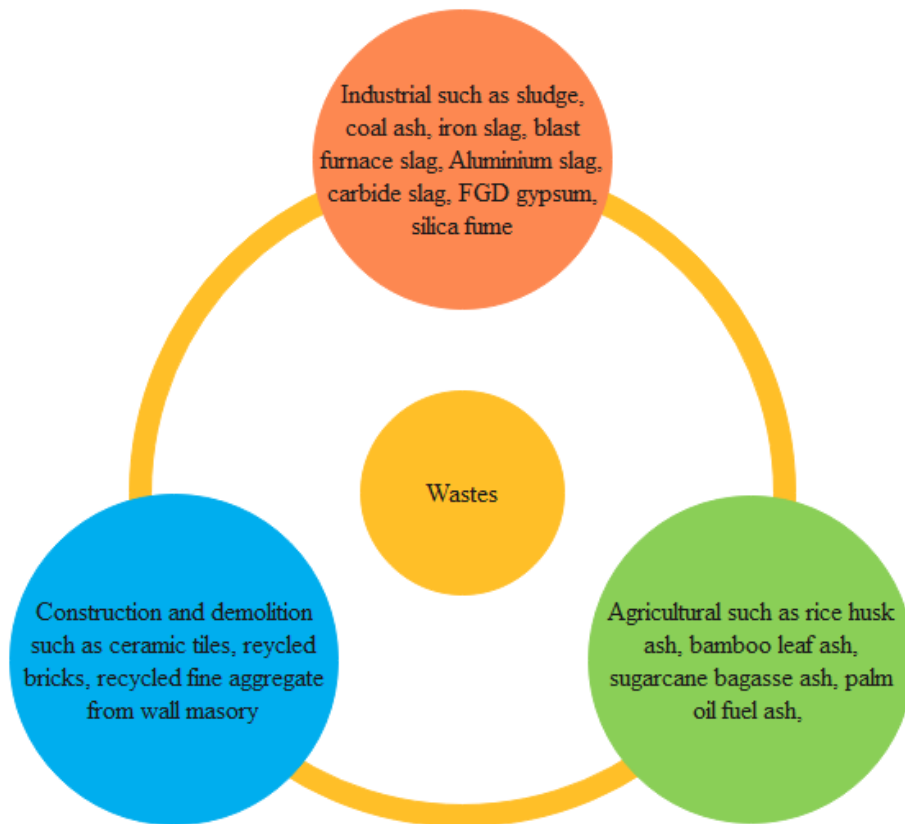 Industrial such as sludge,
coal ash, iron slag, blast
furnace slag, Aluminium slag,
carbide slag, FGD gypsum,
silica fume
Wastes
Construction and demolition
such as ceramic tiles, reycled
bricks, recycled fine aggregate
from wall masory
Agricultural such as rice husk
ash, bamboo leaf ash,
sugarcane bagasse ash, palm
oil fuel ash,